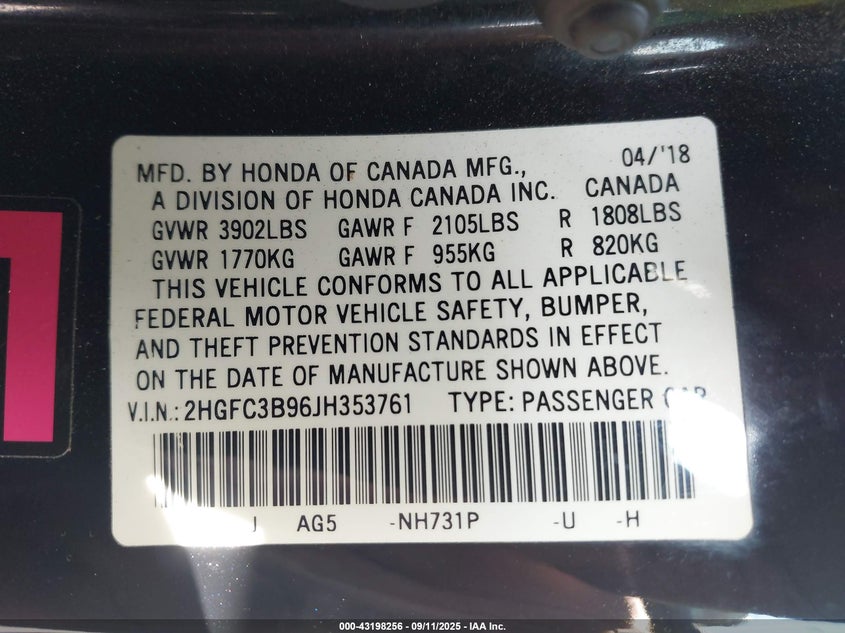 MFD. BY HONDA OF CANADA MFG., 04/'18
A DIVISION OF HONDA CANADA INC. CANADA
GVWR 3902LBS GAWR F 2105LBS R 1808LBS
GVWR 1770KG GAWR F 955KG R 820KG
THIS VEHICLE CONFORMS TO ALL APPLICABLE
FEDERAL MOTOR VEHICLE SAFETY, BUMPER,
AND THEFT PREVENTION STANDARDS IN EFFECT
ON THE DATE OF MANUFACTURE SHOWN ABOVE.
V.I.N.: 2HGFC3B96JH353761 TYPE: PASSENGER CAR
J AG5 -NH731P -U -H
000-43198256 - 09/11/2025 - IAA Inc.